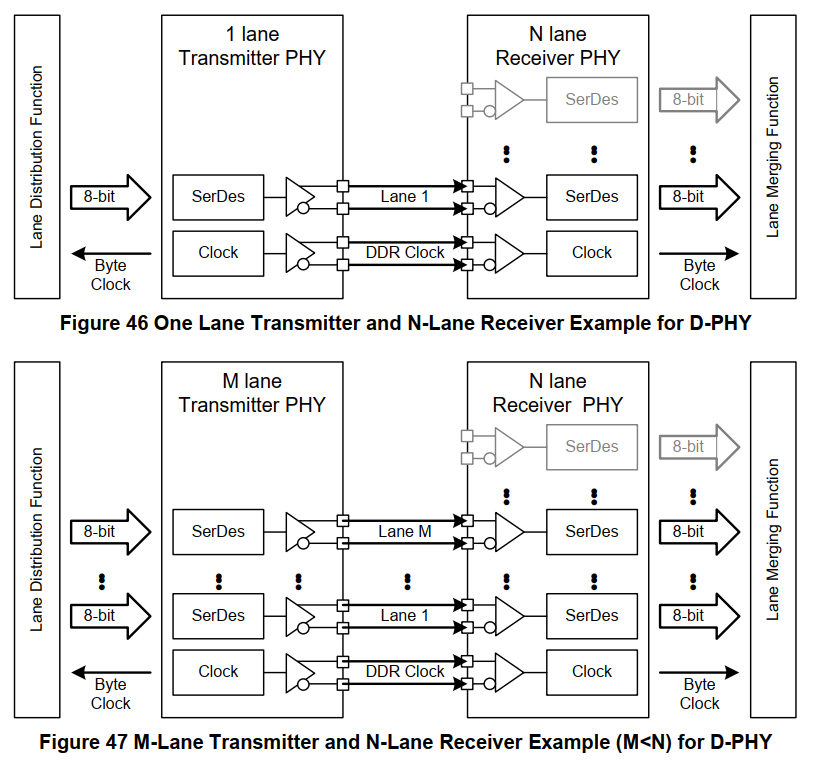 1 lane
Transmitter PHY
N lane
Receiver PHY
SerDes
8-bit
Lane Distribution Function
8-bit
SerDes
Lane 1
SerDes
8-bit
Lane Merging Function
Byte
Clock
Clock
DDR Clock
Clock
Byte
Clock
Figure 46 One Lane Transmitter and N-Lane Receiver Example for D-PHY
M lane
Transmitter PHY
N lane
Receiver PHY
SerDes
8-bit
Lane Distribution Function
8-bit
SerDes
Lane M
SerDes
8-bit
Lane Merging Function
8-bit
SerDes
Lane 1
SerDes
8-bit
Byte
Clock
Clock
DDR Clock
Clock
Byte
Clock
Figure 47 M-Lane Transmitter and N-Lane Receiver Example (M<N) for D-PHY